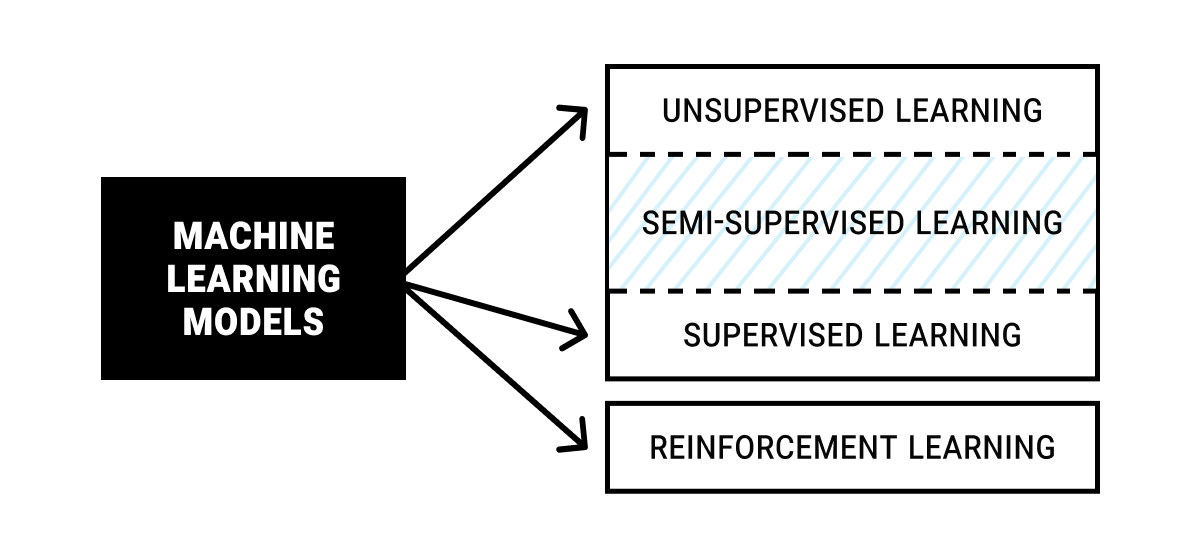 MACHINE
LEARNING
MODELS
UNSUPERVISED LEARNING
SEMI-SUPERVISED LEARNING
SUPERVISED LEARNING
REINFORCEMENT LEARNING